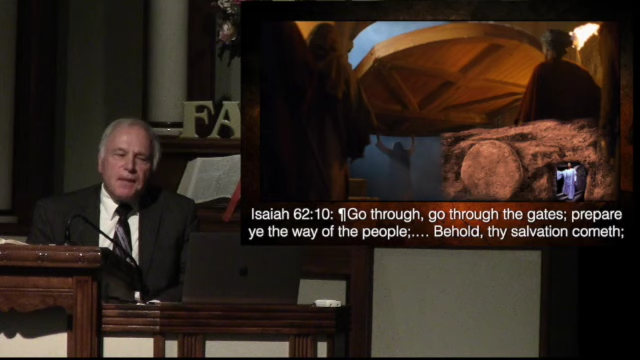 FA
Isaiah 62:10: ¶Go through, go through the gates; prepare
ye the way of the people;.... Behold, thy salvation cometh;